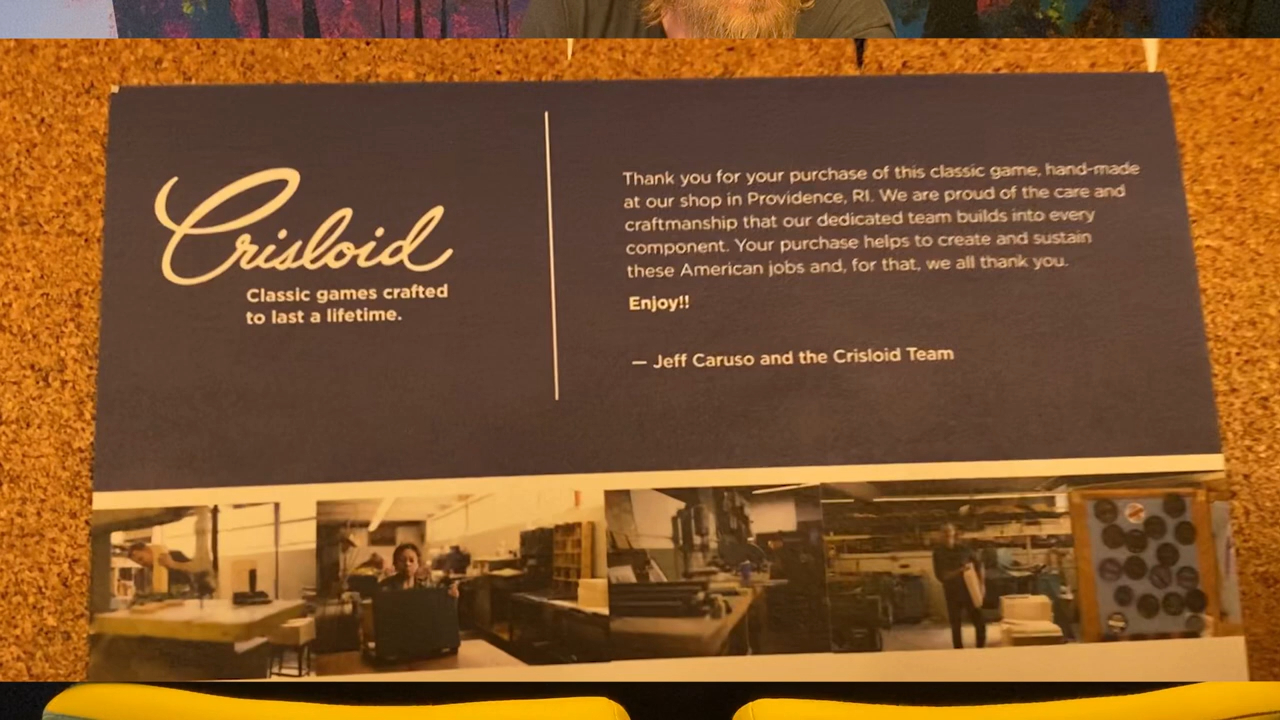 Crisloid
Classic games crafted
to last a lifetime.
Thank you for your purchase of this classic game, hand-made
at our shop in Providence, RI. We are proud of the care and
craftmanship that our dedicated team builds into every
component. Your purchase helps to create and sustain
these American jobs and, for that, we all thank you.
Enjoy!!
— Jeff Caruso and the Crisloid Team